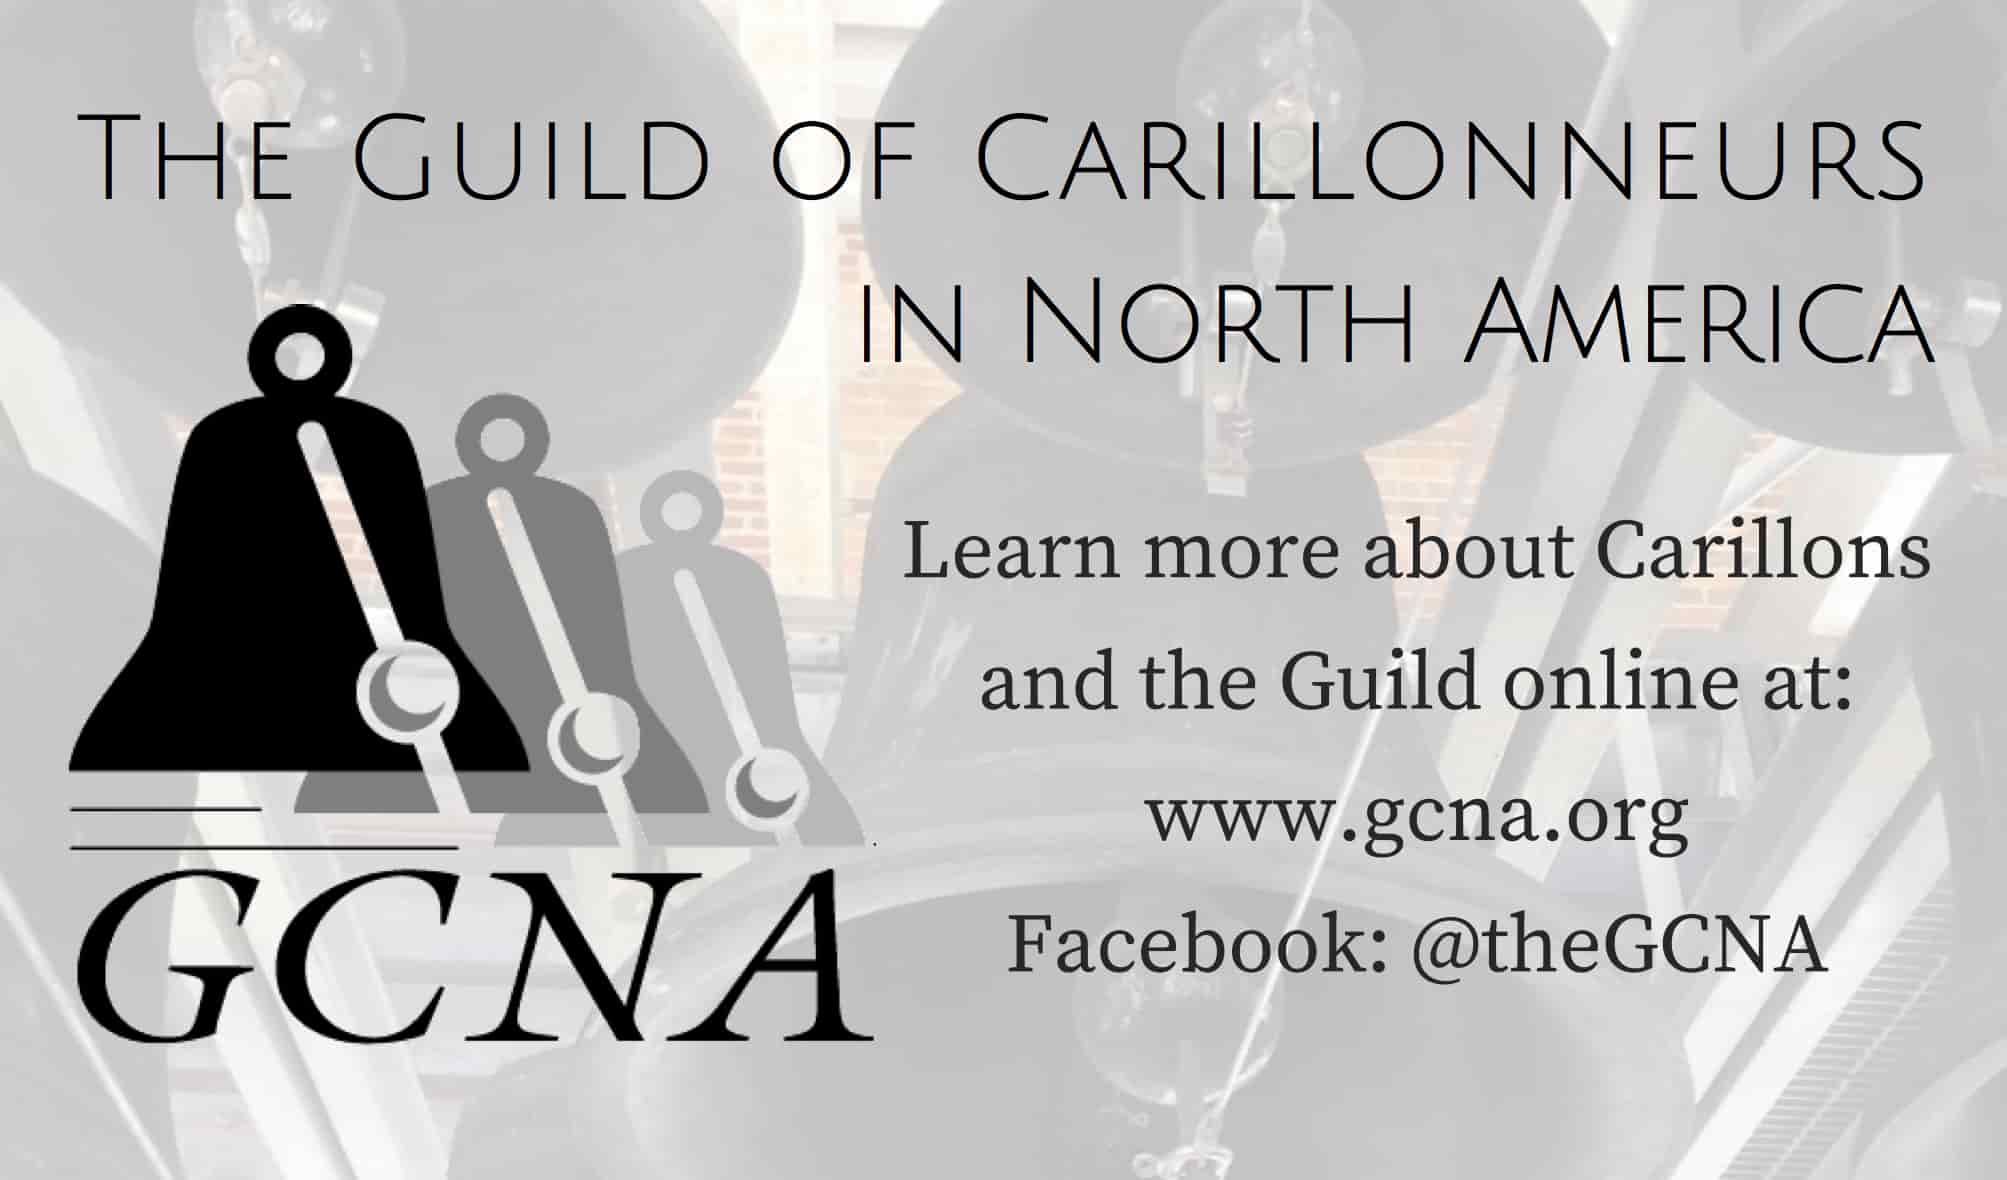 The Guild of Carillonneurs
in North America
Learn more about Carillons
and the Guild online at:
www.gcna.org
Facebook: @theGCNA
GCNA